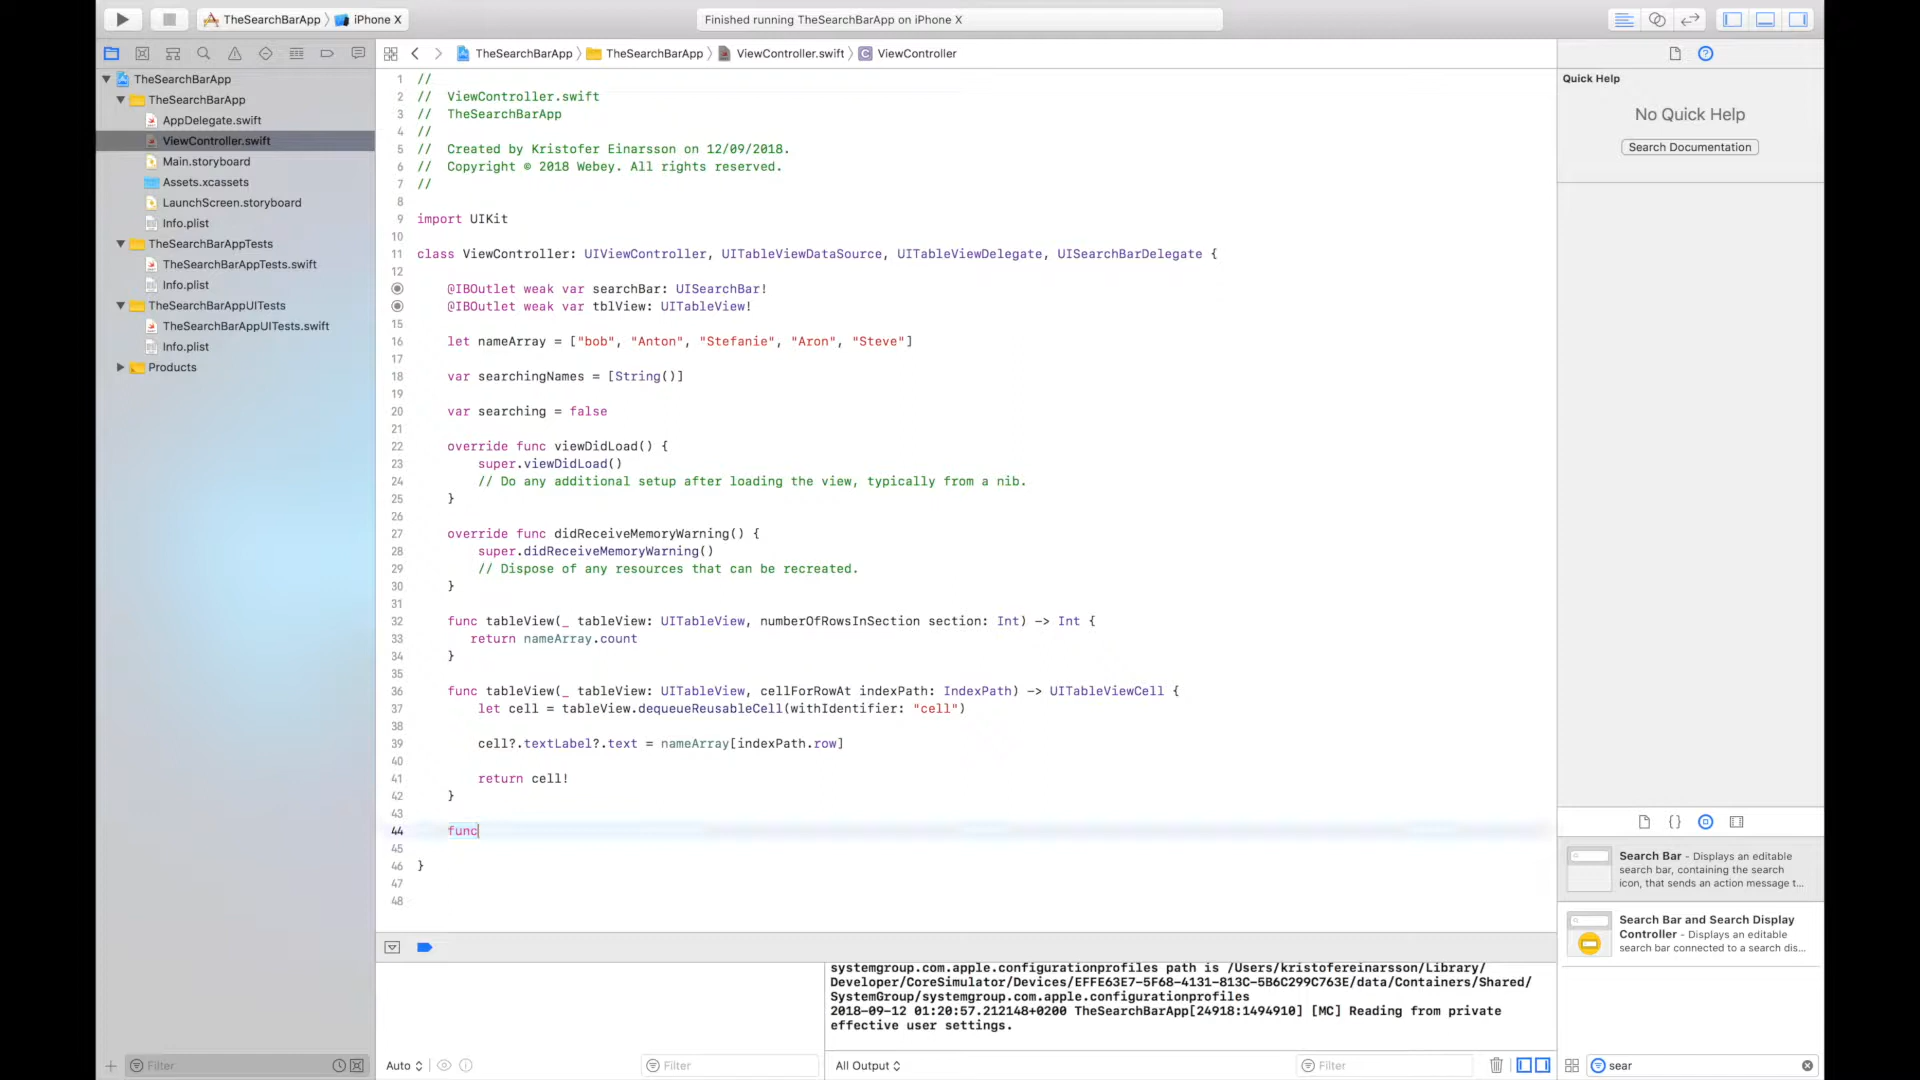 TheSearchBarApp iPhone X
Finished running TheSearchBarApp on iPhone X
TheSearchBarApp TheSearchBarApp ViewController.swift C ViewController
TheSearchBarApp
TheSearchBarApp
AppDelegate.swift
ViewController.swift
Main.storyboard
Assets.xcassets
LaunchScreen.storyboard
Info.plist
TheSearchBarAppTests
TheSearchBarAppTests.swift
Info.plist
TheSearchBarAppUITests
TheSearchBarAppUITests.swift
Info.plist
Products
1 //
2 // ViewController.swift
3 // TheSearchBarApp
4 //
5 // Created by Kristofer Einarsson on 12/09/2018.
6 // Copyright © 2018 Webey. All rights reserved.
7 //
8
9 import UIKit
10
11 class ViewController: UIViewController, UITableViewDataSource, UITableViewDelegate, UISearchBarDelegate {
12
@IBOutlet weak var searchBar: UISearchBar!
@IBOutlet weak var tblView: UITableView!
15
16 let nameArray = ["bob", "Anton", "Stefanie", "Aron", "Steve"]
17
18 var searchingNames = [String()]
19
20 var searching = false
21
22 override func viewDidLoad() {
23 super.viewDidLoad()
24 // Do any additional setup after loading the view, typically from a nib.
25 }
26
27 override func didReceiveMemoryWarning() {
28 super.didReceiveMemoryWarning()
29 // Dispose of any resources that can be recreated.
30 }
31
32 func tableView(_ tableView: UITableView, numberOfRowsInSection section: Int) -> Int {
33 return nameArray.count
34 }
35
36 func tableView(_ tableView: UITableView, cellForRowAt indexPath: IndexPath) -> UITableViewCell {
37 let cell = tableView.dequeueReusableCell(withIdentifier: "cell")
38
39 cell?.textLabel?.text = nameArray[indexPath.row]
40
41 return cell!
42 }
43
44 func
45
46 }
47
48
Quick Help
No Quick Help
Search Documentation
Search Bar - Displays an editable
search bar, containing the search
icon, that sends an action message t...
Search Bar and Search Display
Controller - Displays an editable
search bar connected to a search dis...
systemgroup.com.apple.configurationprofiles path is /Users/kristofereinarsson/Library/
Developer/CoreSimulator/Devices/EFFE63E7-5F68-4131-813C-5B6C299C763E/data/Containers/Shared/
SystemGroup/systemgroup.com.apple.configurationprofiles
2018-09-12 01:20:57.212148+0200 TheSearchBarApp[24918:1494910] [MC] Reading from private
effective user settings.
Filter
Auto
Filter
All Output
Filter
sear